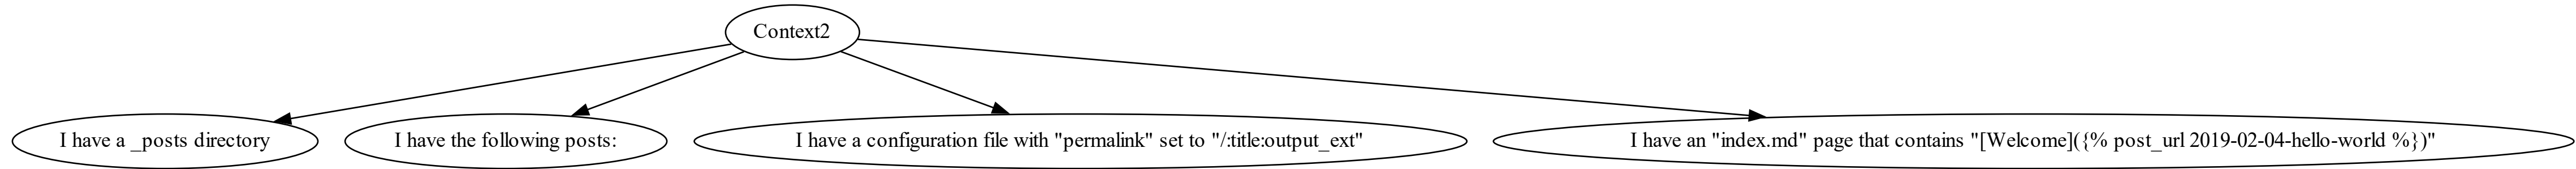 Context2
I have a _posts directory
I have the following posts:
I have a configuration file with "permalink" set to "/:title:output_ext"
I have an "index.md" page that contains "[Welcome]({% post_url 2019-02-04-hello-world %})"